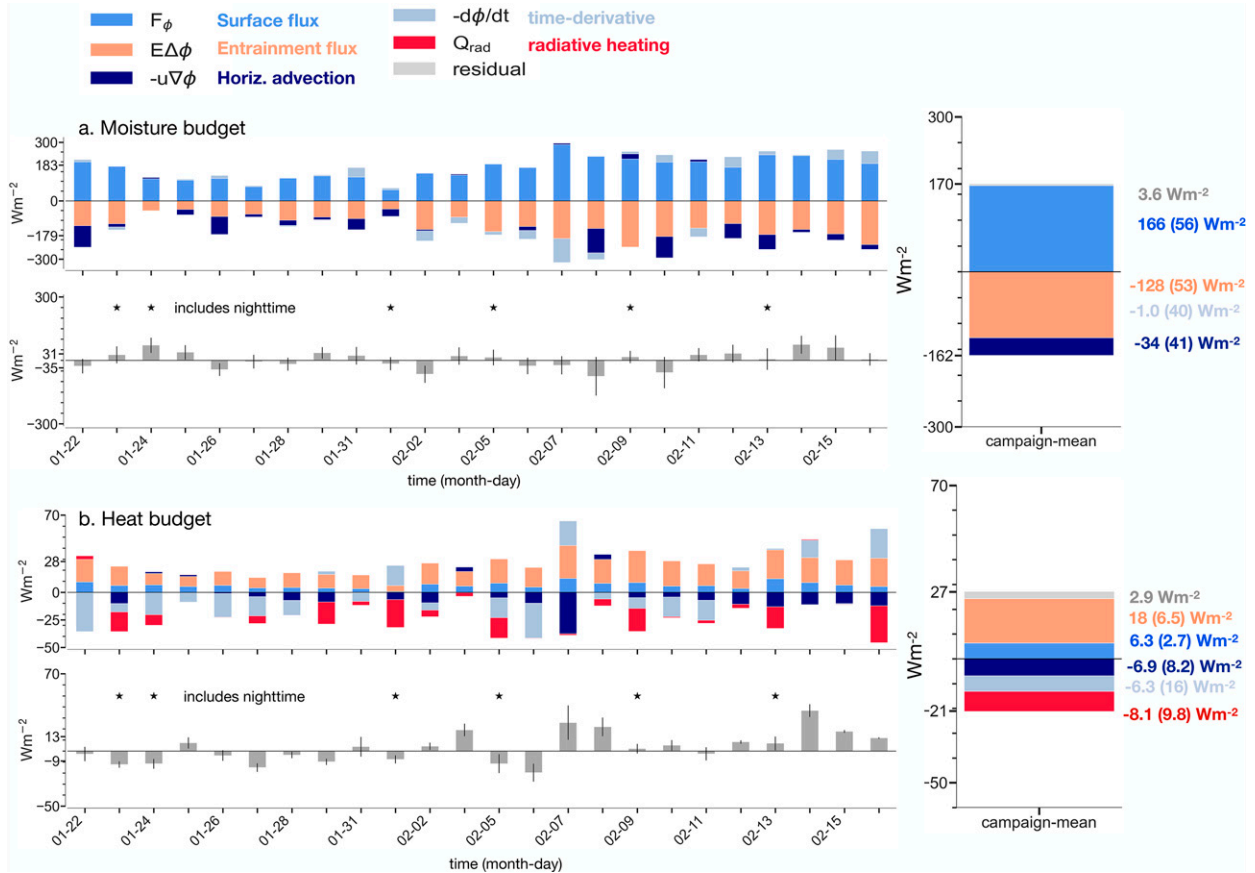 F_ϕ Surface flux -dϕ/dt time-derivative
EΔϕ Entrainment flux Q_rad radiative heating
-u∇ϕ Horiz. advection residual
a. Moisture budget
300
183
0
−179
−300
Wm⁻²
300
31
−35
−300
Wm⁻²
★ ★ includes nighttime ★ ★ ★ ★
01-22 01-24 01-26 01-28 01-31 02-02 02-05 02-07 02-09 02-11 02-13 02-15
time (month-day)
300
170
-162
-300
Wm⁻²
campaign-mean
3.6 Wm⁻²
166 (56) Wm⁻²
-128 (53) Wm⁻²
-1.0 (40) Wm⁻²
-34 (41) Wm⁻²
b. Heat budget
70
28
0
−25
−50
Wm⁻²
70
13
−9
−50
Wm⁻²
★ ★ includes nighttime ★ ★ ★ ★
01-22 01-24 01-26 01-28 01-31 02-02 02-05 02-07 02-09 02-11 02-13 02-15
time (month-day)
70
27
-21
-50
Wm⁻²
campaign-mean
2.9 Wm⁻²
18 (6.5) Wm⁻²
6.3 (2.7) Wm⁻²
-6.9 (8.2) Wm⁻²
-6.3 (16) Wm⁻²
-8.1 (9.8) Wm⁻²